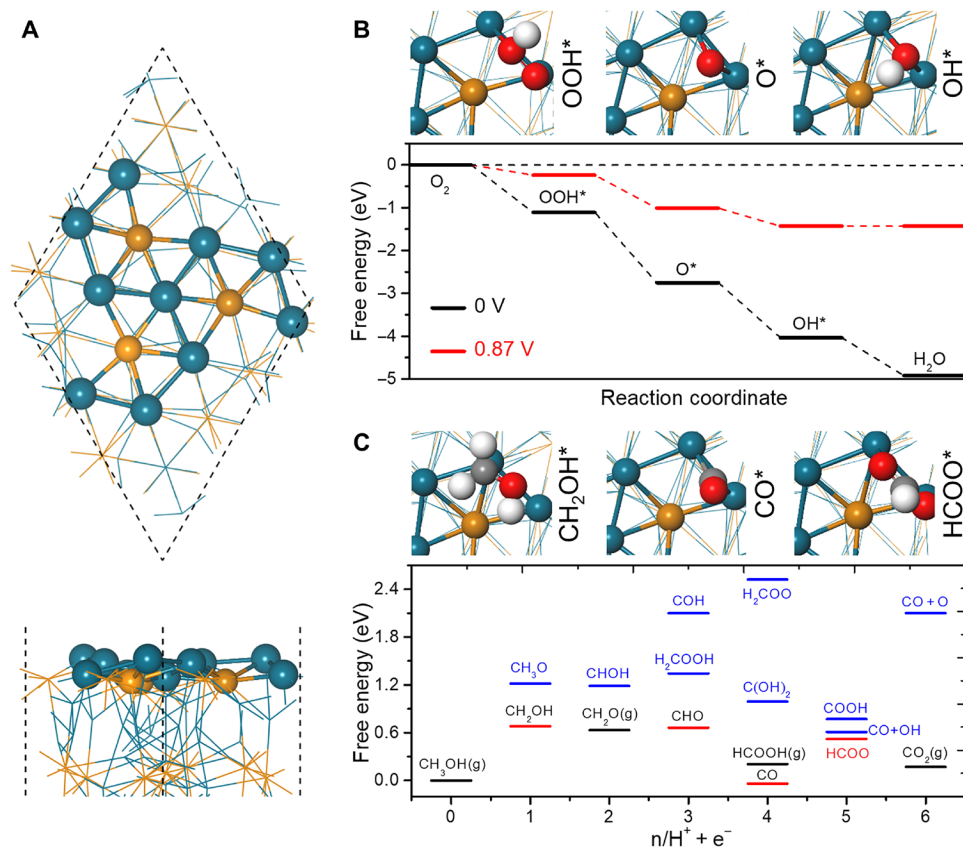 A
B
OOH*
O*
OH*
Free energy (eV)
0
−1
−2
−3
−4
−5
O₂
OOH*
O*
OH*
H₂O
0 V
0.87 V
Reaction coordinate
C
CH₂OH*
CO*
HCOO*
Free energy (eV)
2.4
1.8
1.2
0.6
0.0
H₂COO
COH
CO + O
H₂COOH
CH₃O
CHOH
C(OH)₂
COOH
CH₂OH
CH₂O(g)
CHO
CO+OH
HCOO
HCOOH(g)
CO₂(g)
CH₃OH(g)
CO
0 1 2 3 4 5 6
n/H⁺ + e⁻